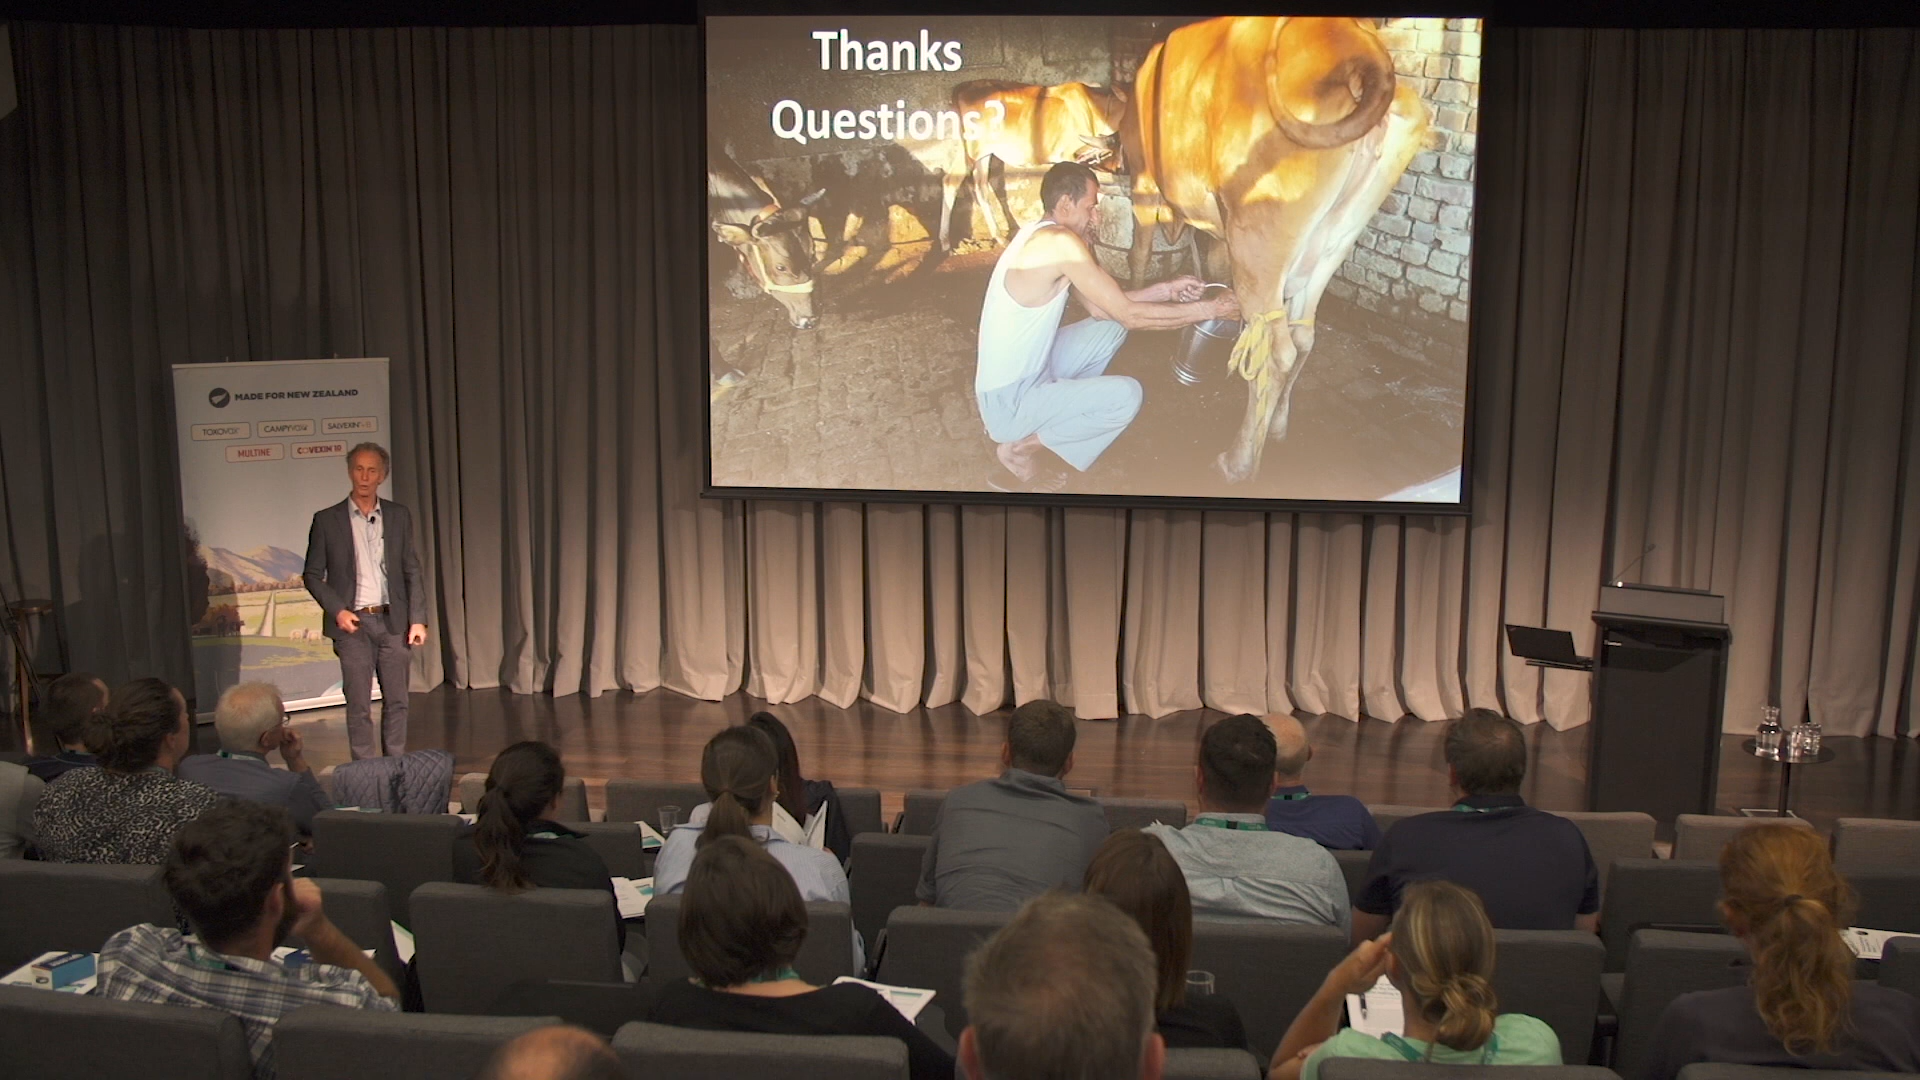 Thanks
Questions?
MADE FOR NEW ZEALAND
TOXOVAX
CAMPYVAX
SALVEXIN+B
MULTINE
COVEXIN 10